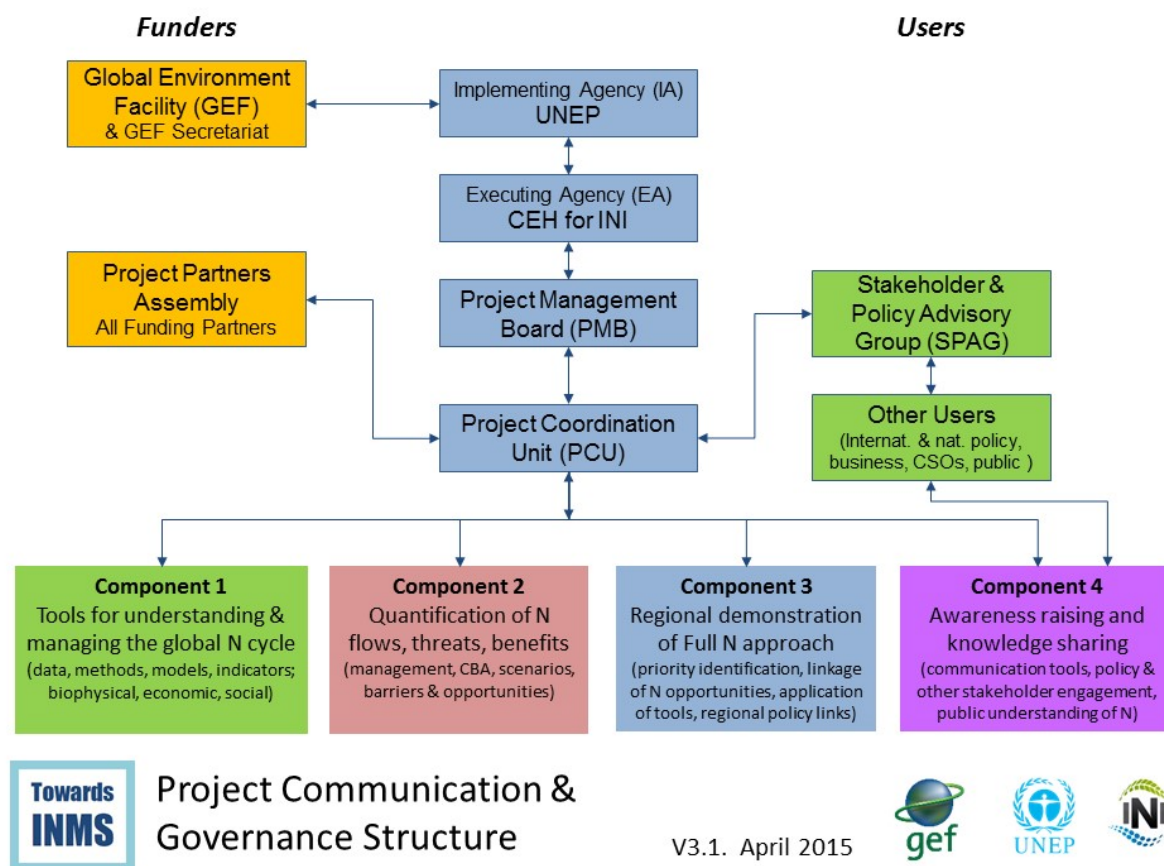 Funders
Users
Global Environment
Facility (GEF)
& GEF Secretariat
Implementing Agency (IA)
UNEP
Executing Agency (EA)
CEH for INI
Project Partners
Assembly
All Funding Partners
Project Management
Board (PMB)
Stakeholder &
Policy Advisory
Group (SPAG)
Project Coordination
Unit (PCU)
Other Users
(Internat. & nat. policy,
business, CSOs, public )
Component 1
Tools for understanding &
managing the global N cycle
(data, methods, models, indicators;
biophysical, economic, social)
Component 2
Quantification of N
flows, threats, benefits
(management, CBA, scenarios,
barriers & opportunities)
Component 3
Regional demonstration
of Full N approach
(priority identification, linkage
of N opportunities, application
of tools, regional policy links)
Component 4
Awareness raising and
knowledge sharing
(communication tools, policy &
other stakeholder engagement,
public understanding of N)
Towards
INMS
Project Communication &
Governance Structure
V3.1. April 2015
gef
UNEP
iNI